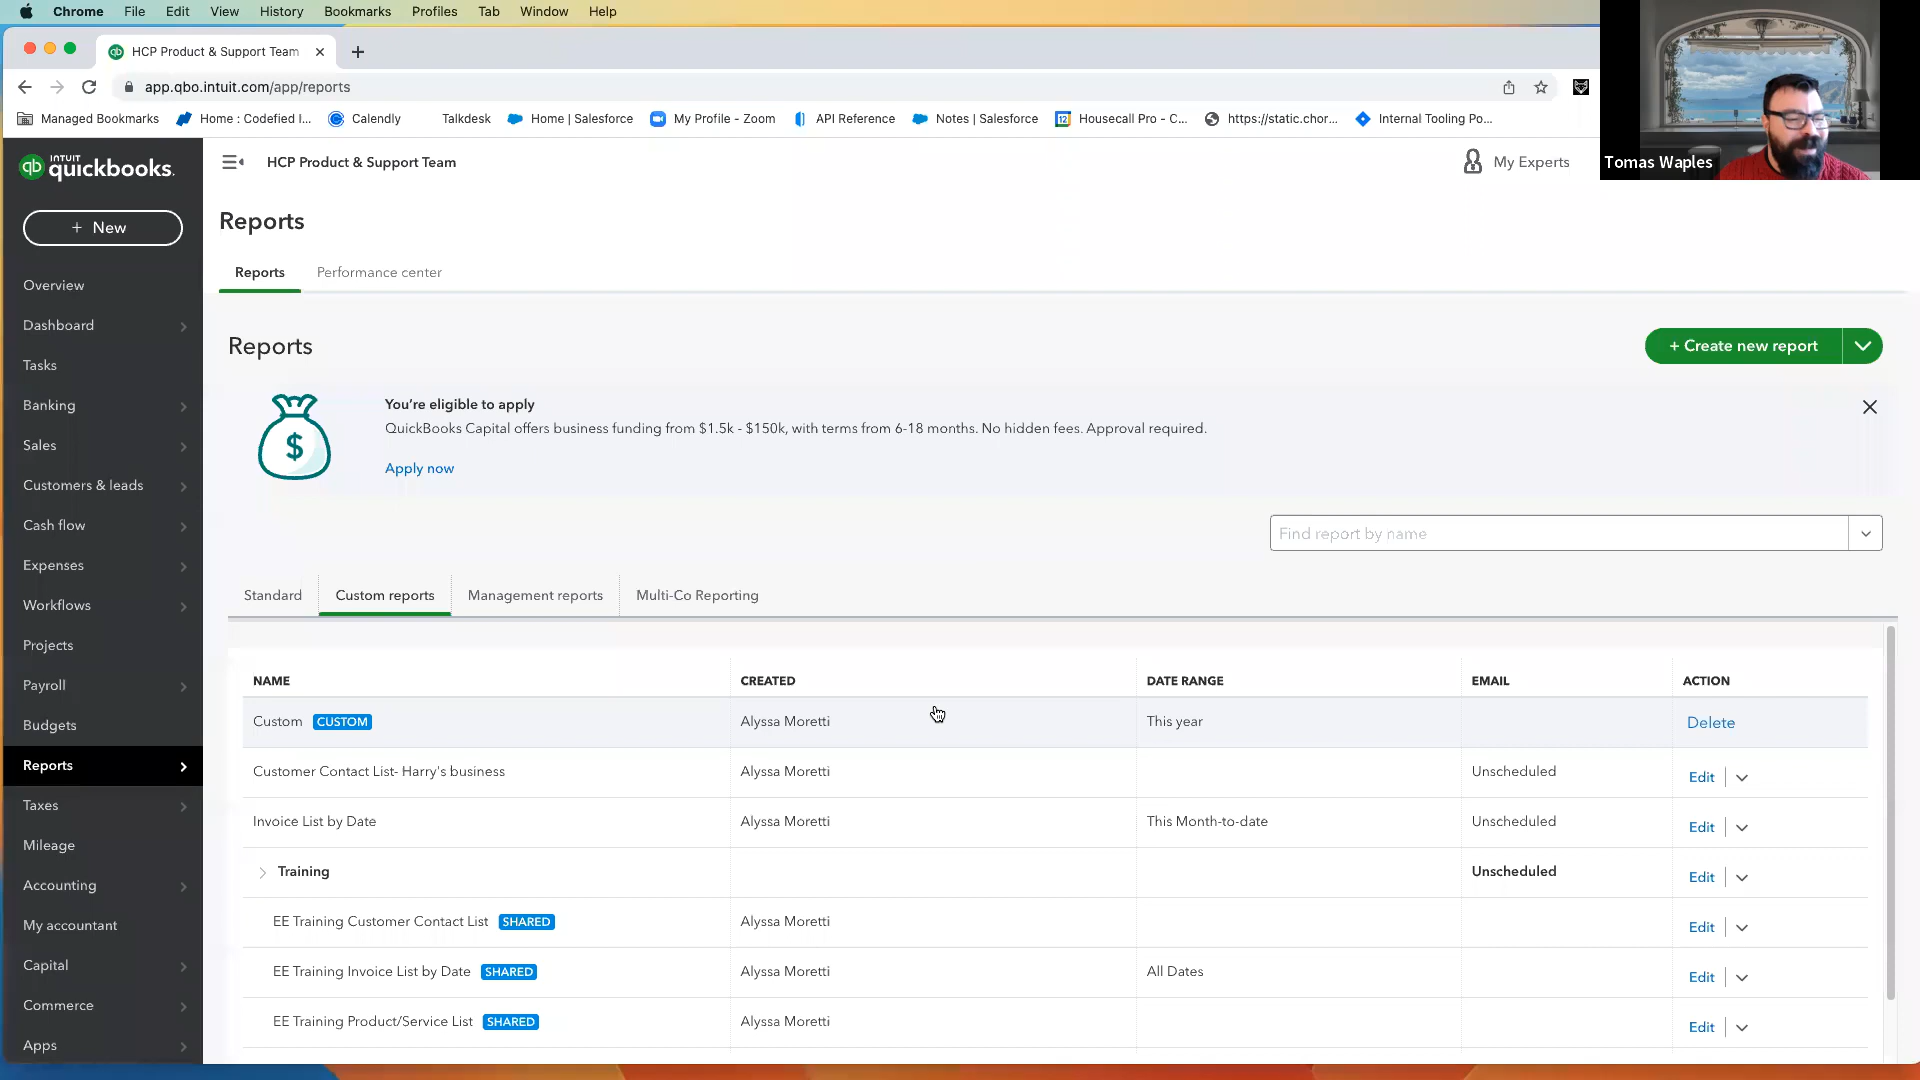 Chrome File Edit View History Bookmarks Profiles Tab Window Help
HCP Product & Support Team
app.qbo.intuit.com/app/reports
Managed Bookmarks Home : Codefied I... Calendly Talkdesk Home | Salesforce My Profile - Zoom API Reference Notes | Salesforce Housecall Pro - C... https://static.chor... Internal Tooling Po...
Tomas Waples
qb INTUIT quickbooks.
HCP Product & Support Team
My Experts
+ New
Overview
Dashboard
Tasks
Banking
Sales
Customers & leads
Cash flow
Expenses
Workflows
Projects
Payroll
Budgets
Reports
Taxes
Mileage
Accounting
My accountant
Capital
Commerce
Apps
Reports
Reports Performance center
Reports
+ Create new report
$
You're eligible to apply
QuickBooks Capital offers business funding from $1.5k - $150k, with terms from 6-18 months. No hidden fees. Approval required.
Apply now
Find report by name
Standard Custom reports Management reports Multi-Co Reporting
NAME CREATED DATE RANGE EMAIL ACTION
Custom CUSTOM Alyssa Moretti This year Delete
Customer Contact List- Harry's business Alyssa Moretti Unscheduled Edit
Invoice List by Date Alyssa Moretti This Month-to-date Unscheduled Edit
Training Unscheduled Edit
EE Training Customer Contact List SHARED Alyssa Moretti Edit
EE Training Invoice List by Date SHARED Alyssa Moretti All Dates Edit
EE Training Product/Service List SHARED Alyssa Moretti Edit